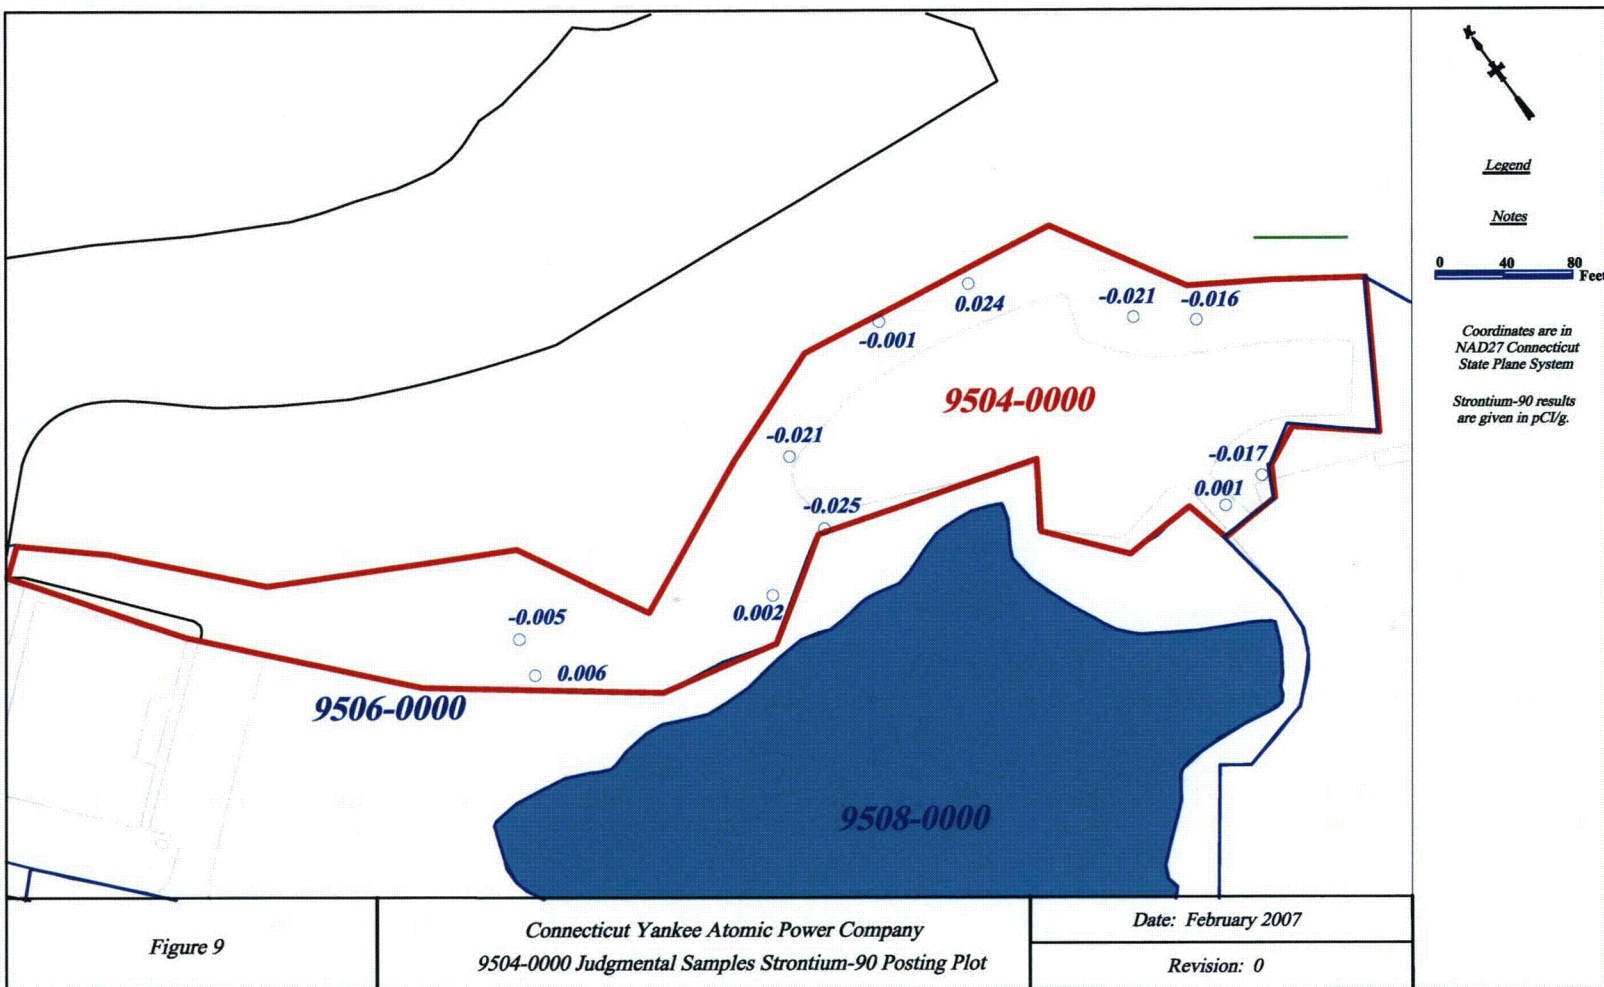 Legend
Notes
0 40 80
Feet
Coordinates are in
NAD27 Connecticut
State Plane System
Strontium-90 results
are given in pCI/g.
0.024
-0.021
-0.016
-0.001
9504-0000
-0.021
-0.017
0.001
-0.025
0.002
-0.005
0.006
9506-0000
9508-0000
Figure 9
Connecticut Yankee Atomic Power Company
9504-0000 Judgmental Samples Strontium-90 Posting Plot
Date: February 2007
Revision: 0